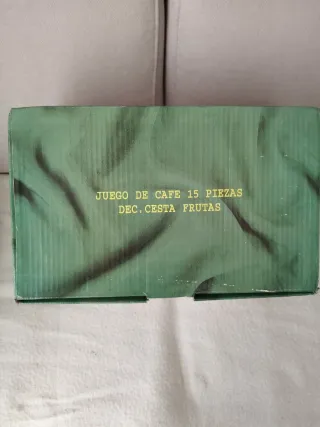 JUEGO DE CAFE 15 PIEZAS
DEC.CESTA FRUTAS